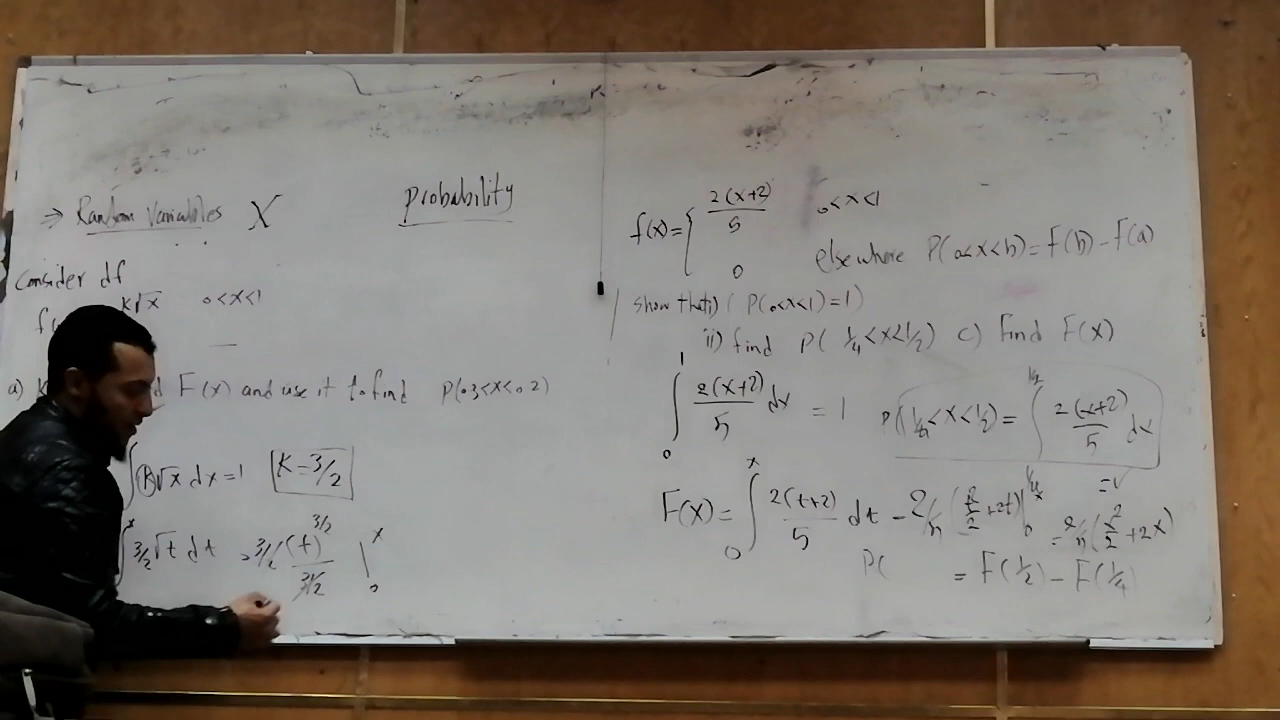 probability
⇒ Random Variables X
consider df
k√x 0<x<1
a) F(x) and use it to find P(0.3<x<0.2)
∫ k√x dx = 1 K = 3/2
∫ˣ 3/2 √t dt = 3/2 (t)^3/2 / 3/2 |₀ˣ
f(x) = { 2(x+2)/5 0<x<1
0 elsewhere P(a<x<b) = F(b) - F(a)
show that i) ( P(0<x<1) = 1 )
ii) find P( 1/4 < x < 1/2 ) c) Find F(x)
∫₀¹ 2(x+2)/5 dx = 1 P( 1/4 < x < 1/2 ) = ∫ 2(x+2)/5 dx
= √
F(x) = ∫₀ˣ 2(t+2)/5 dt = 2/5 ( t²/2 + 2t ) |₀ˣ = 2/5 ( x²/2 + 2x )
P( = F(1/2) - F(1/4)